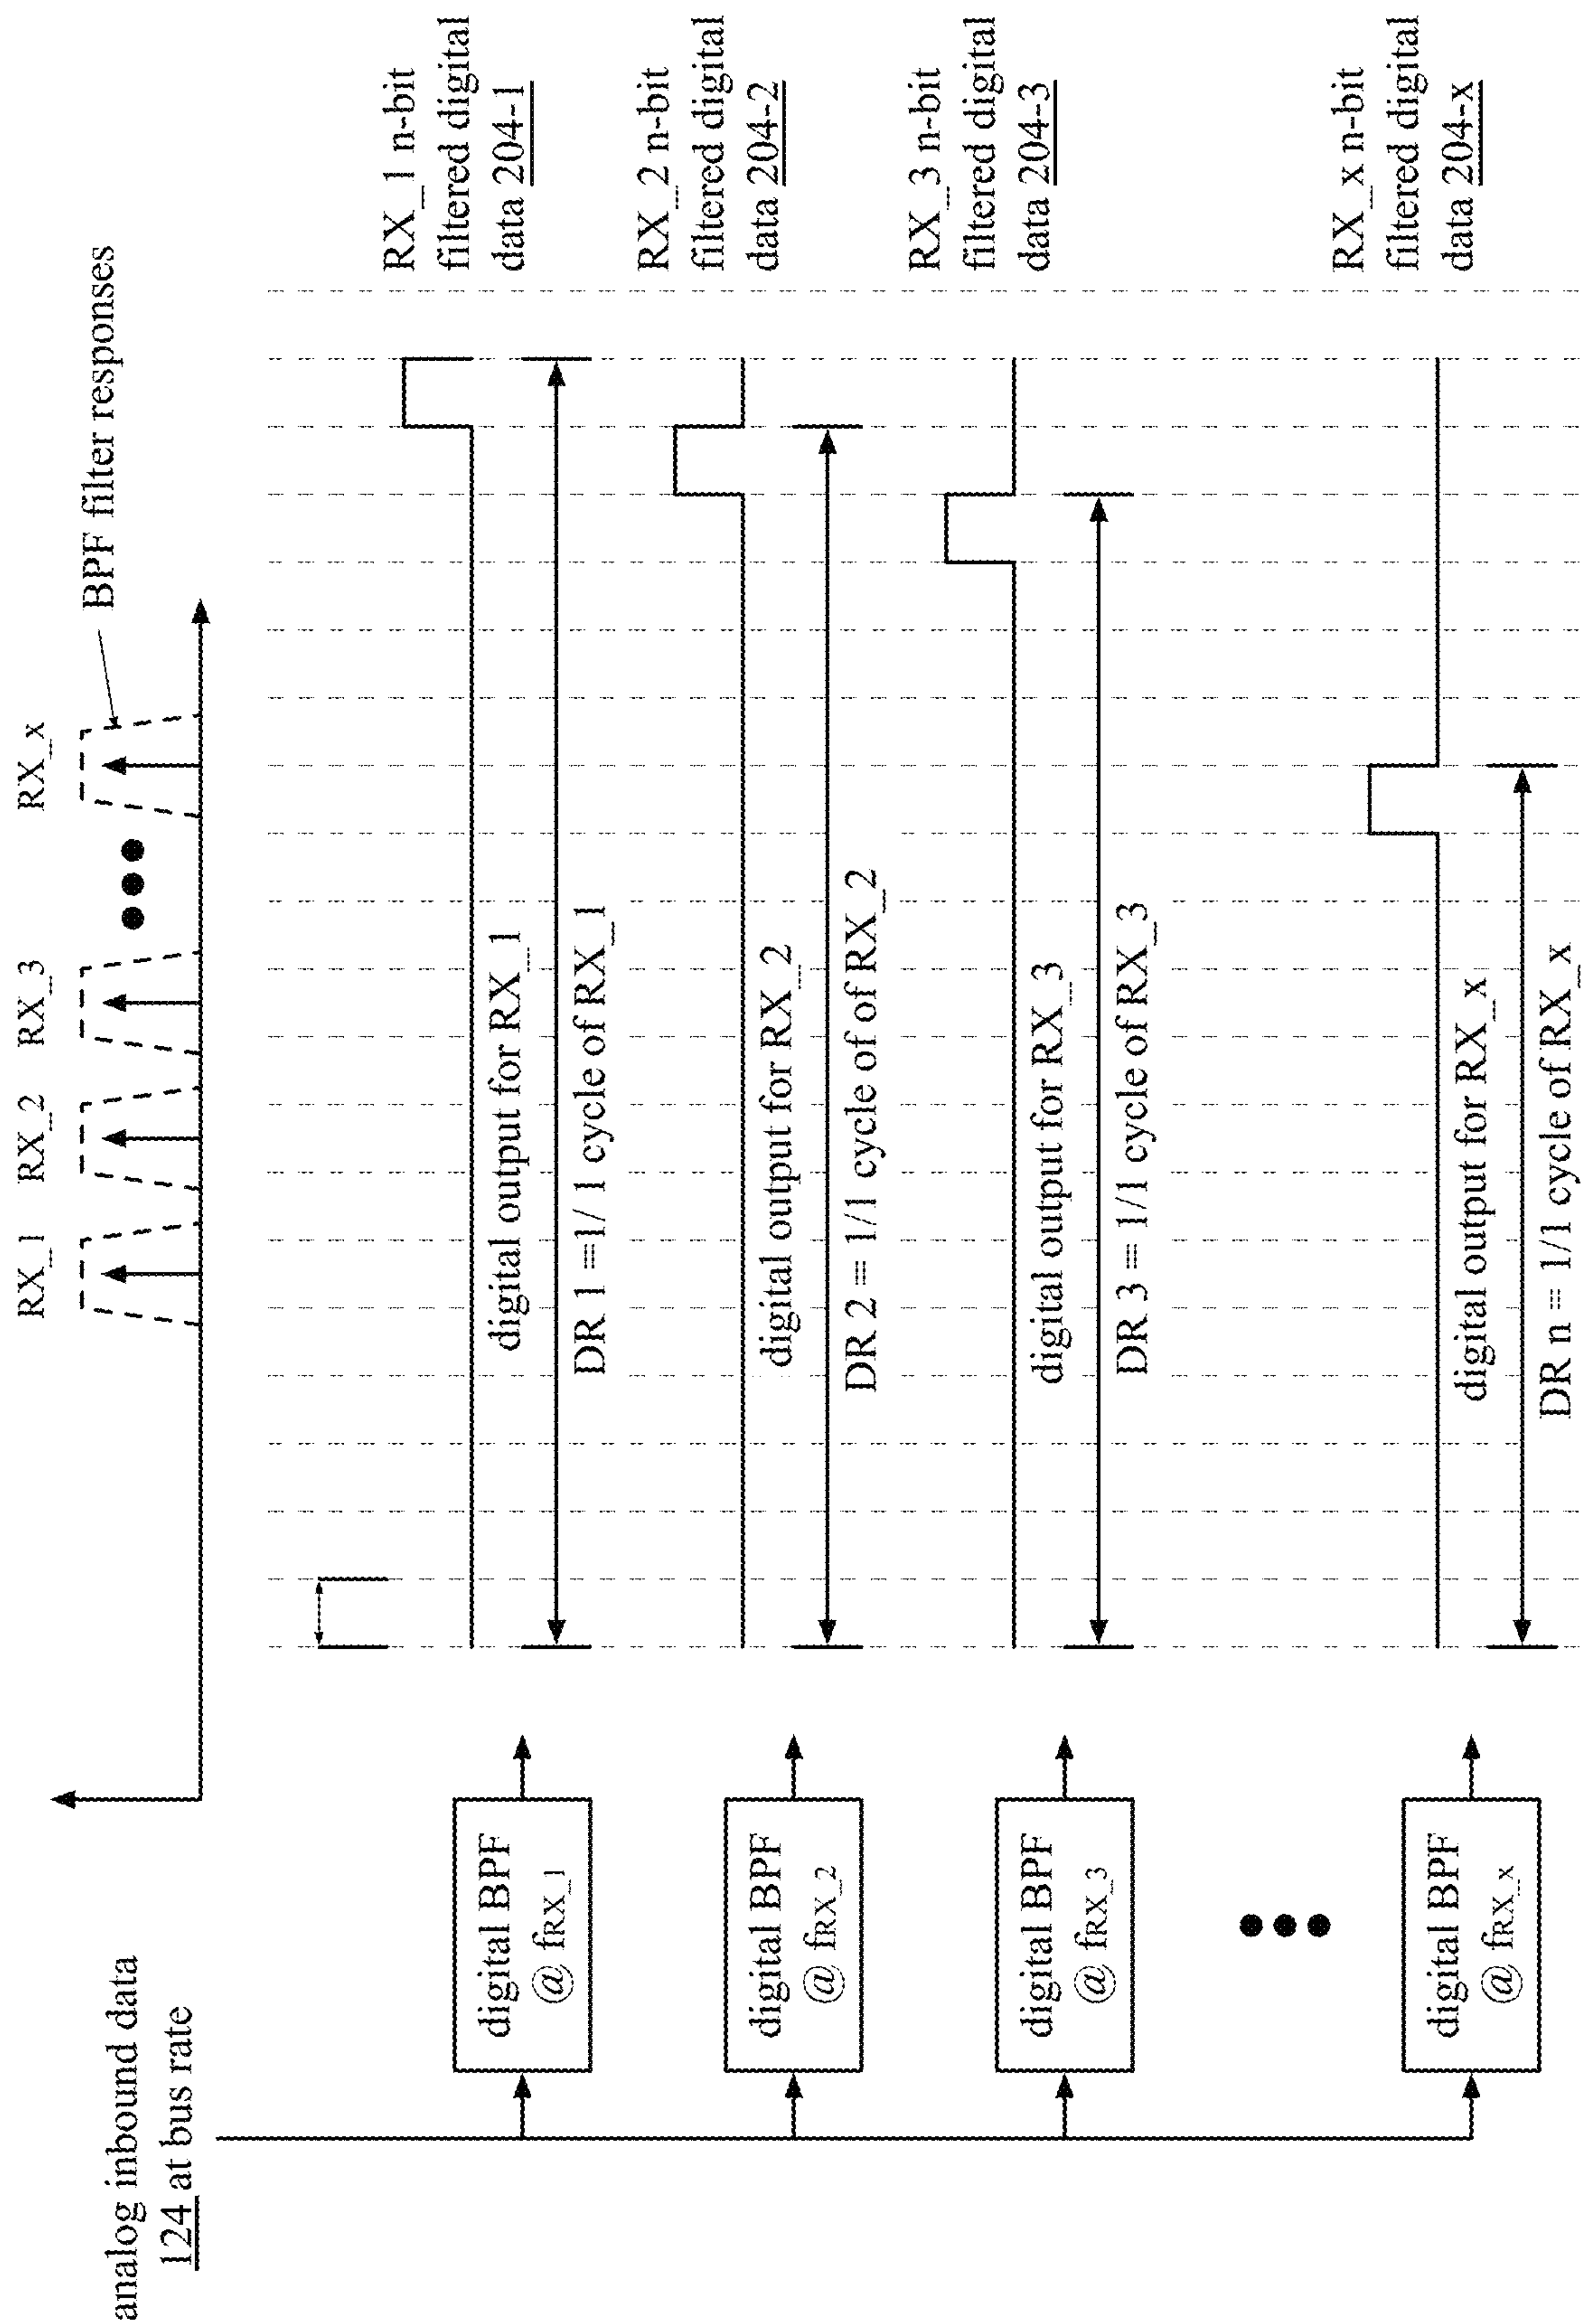 RX_1
RX_2
RX_3
RX_x
BPF filter responses
analog inbound data
124 at bus rate
digital BPF
@ fRX_1
digital output for RX_1
DR 1 =1/ 1 cycle of RX_1
RX_1 n-bit
filtered digital
data 204-1
digital BPF
@ fRX_2
digital output for RX_2
DR 2 = 1/1 cycle of of RX_2
RX_2 n-bit
filtered digital
data 204-2
digital BPF
@ fRX_3
digital output for RX_3
DR 3 = 1/1 cycle of RX_3
RX_3 n-bit
filtered digital
data 204-3
digital BPF
@ fRX_x
digital output for RX_x
DR n = 1/1 cycle of RX_x
RX_x n-bit
filtered digital
data 204-x